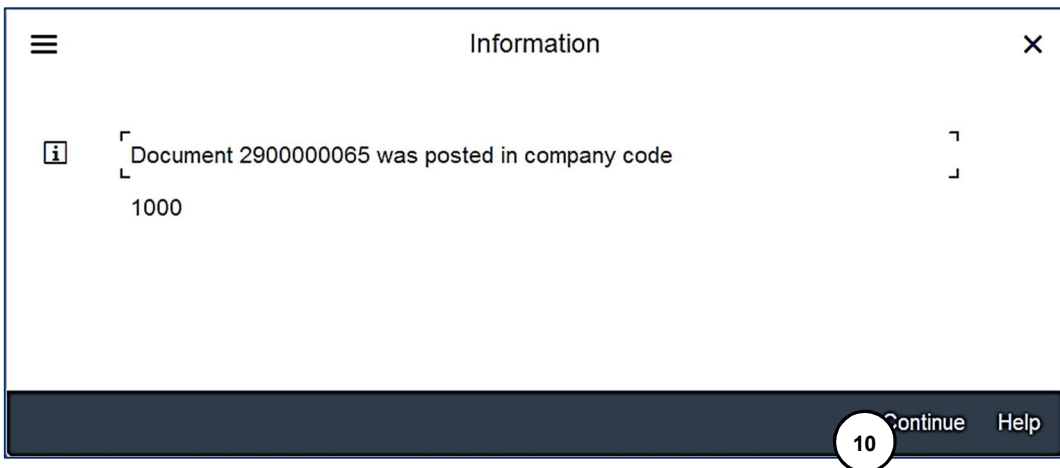 Information
Document 2900000065 was posted in company code
1000
10
Continue Help